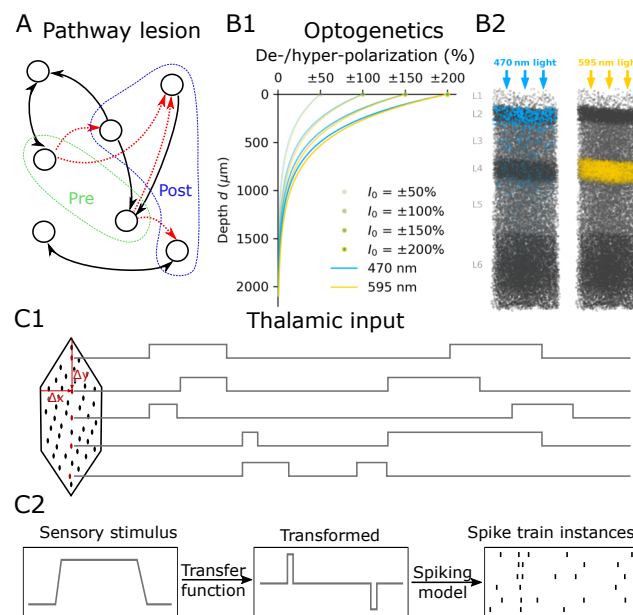 A Pathway lesion
Pre
Post
B1 Optogenetics
De-/hyper-polarization (%)
0 ±50 ±100 ±150 ±200
0
500
1000
1500
2000
Depth d (μm)
I₀ = ±50%
I₀ = ±100%
I₀ = ±150%
I₀ = ±200%
470 nm
595 nm
B2
470 nm light
595 nm light
L1
L2
L3
L4
L5
L6
C1 Thalamic input
Δy
Δx
C2
Sensory stimulus
Transfer
function
Transformed
Spiking
model
Spike train instances